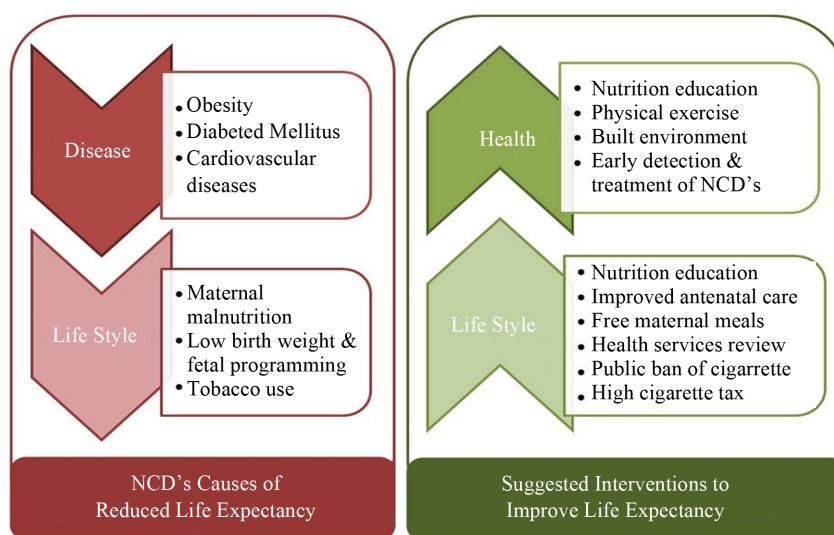 Disease
• Obesity
• Diabeted Mellitus
• Cardiovascular
diseases
Life Style
• Maternal
malnutrition
• Low birth weight &
fetal programming
• Tobacco use
NCD's Causes of
Reduced Life Expectancy
Health
• Nutrition education
• Physical exercise
• Built environment
• Early detection &
treatment of NCD's
Life Style
• Nutrition education
• Improved antenatal care
• Free maternal meals
• Health services review
• Public ban of cigarrette
• High cigarette tax
Suggested Interventions to
Improve Life Expectancy